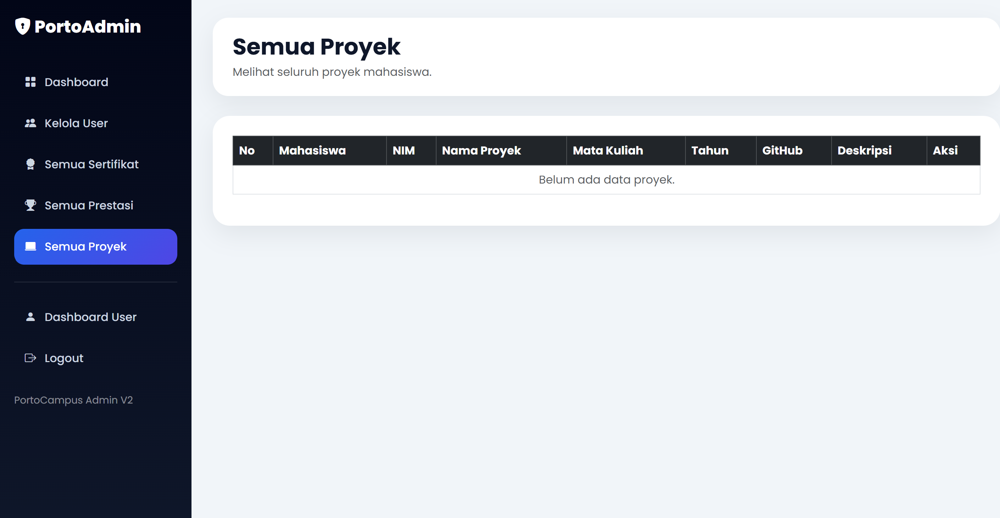 PortoAdmin
Dashboard
Kelola User
Semua Sertifikat
Semua Prestasi
Semua Proyek
Dashboard User
Logout
PortoCampus Admin V2
Semua Proyek
Melihat seluruh proyek mahasiswa.
No Mahasiswa NIM Nama Proyek Mata Kuliah Tahun GitHub Deskripsi Aksi
Belum ada data proyek.